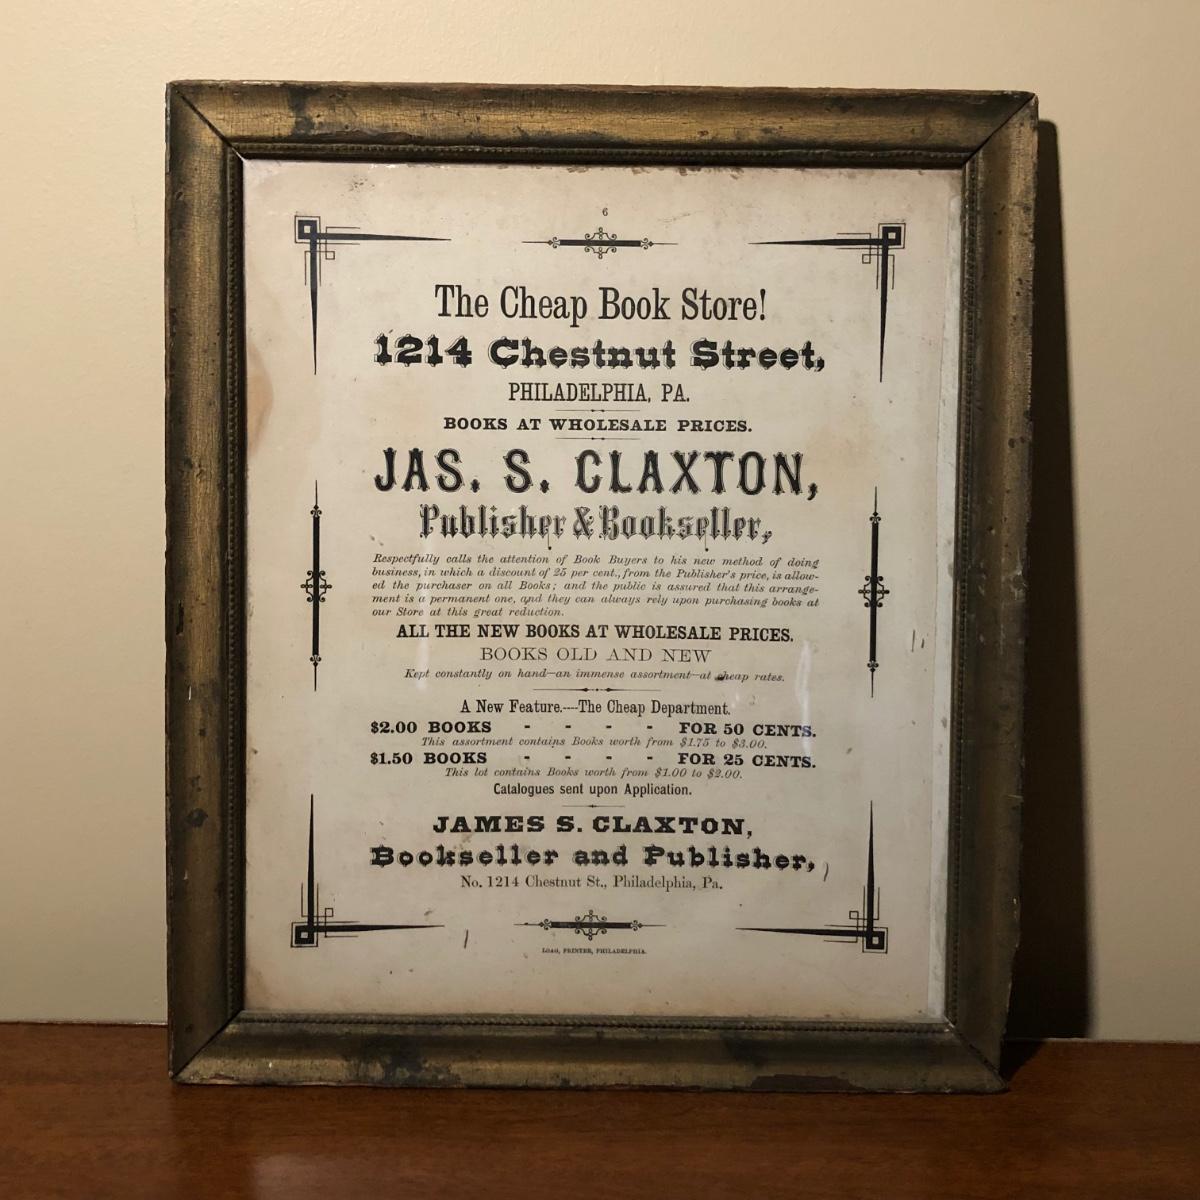 6
The Cheap Book Store!
1214 Chestnut Street,
PHILADELPHIA, PA.
BOOKS AT WHOLESALE PRICES.
JAS. S. CLAXTON,
Publisher & Bookseller,
Respectfully calls the attention of Book Buyers to his new method of doing
business, in which a discount of 25 per cent., from the Publisher's price, is allow-
ed the purchaser on all Books; and the public is assured that this arrange-
ment is a permanent one, and they can always rely upon purchasing books at
our Store at this great reduction.
ALL THE NEW BOOKS AT WHOLESALE PRICES.
BOOKS OLD AND NEW
Kept constantly on hand—an immense assortment—at cheap rates.
A New Feature.----The Cheap Department.
$2.00 BOOKS - - - - FOR 50 CENTS.
This assortment contains Books worth from $1.75 to $3.00.
$1.50 BOOKS - - - - FOR 25 CENTS.
This lot contains Books worth from $1.00 to $2.00.
Catalogues sent upon Application.
JAMES S. CLAXTON,
Bookseller and Publisher,
No. 1214 Chestnut St., Philadelphia, Pa.
LOAG, PRINTER, PHILADELPHIA.